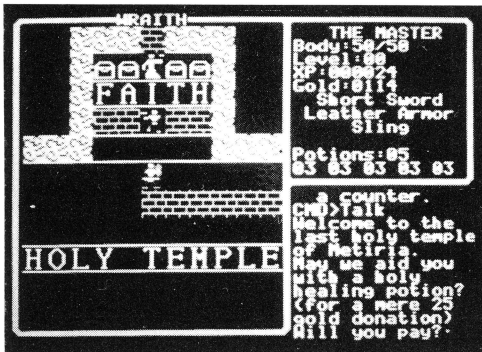 WRAITH
FAITH
HOLY TEMPLE
THE MASTER
Body:50/50
Level:00
XP:000024
Gold:0114
Short Sword
Leather Armor
Sling
Potions:05
03 03 03 03 03
a counter.
CMD>Talk
Welcome to the
last holy temple
of Metiria.
May we aid you
with a holy
healing potion?
(for a mere 25
gold donation)
Will you pay?